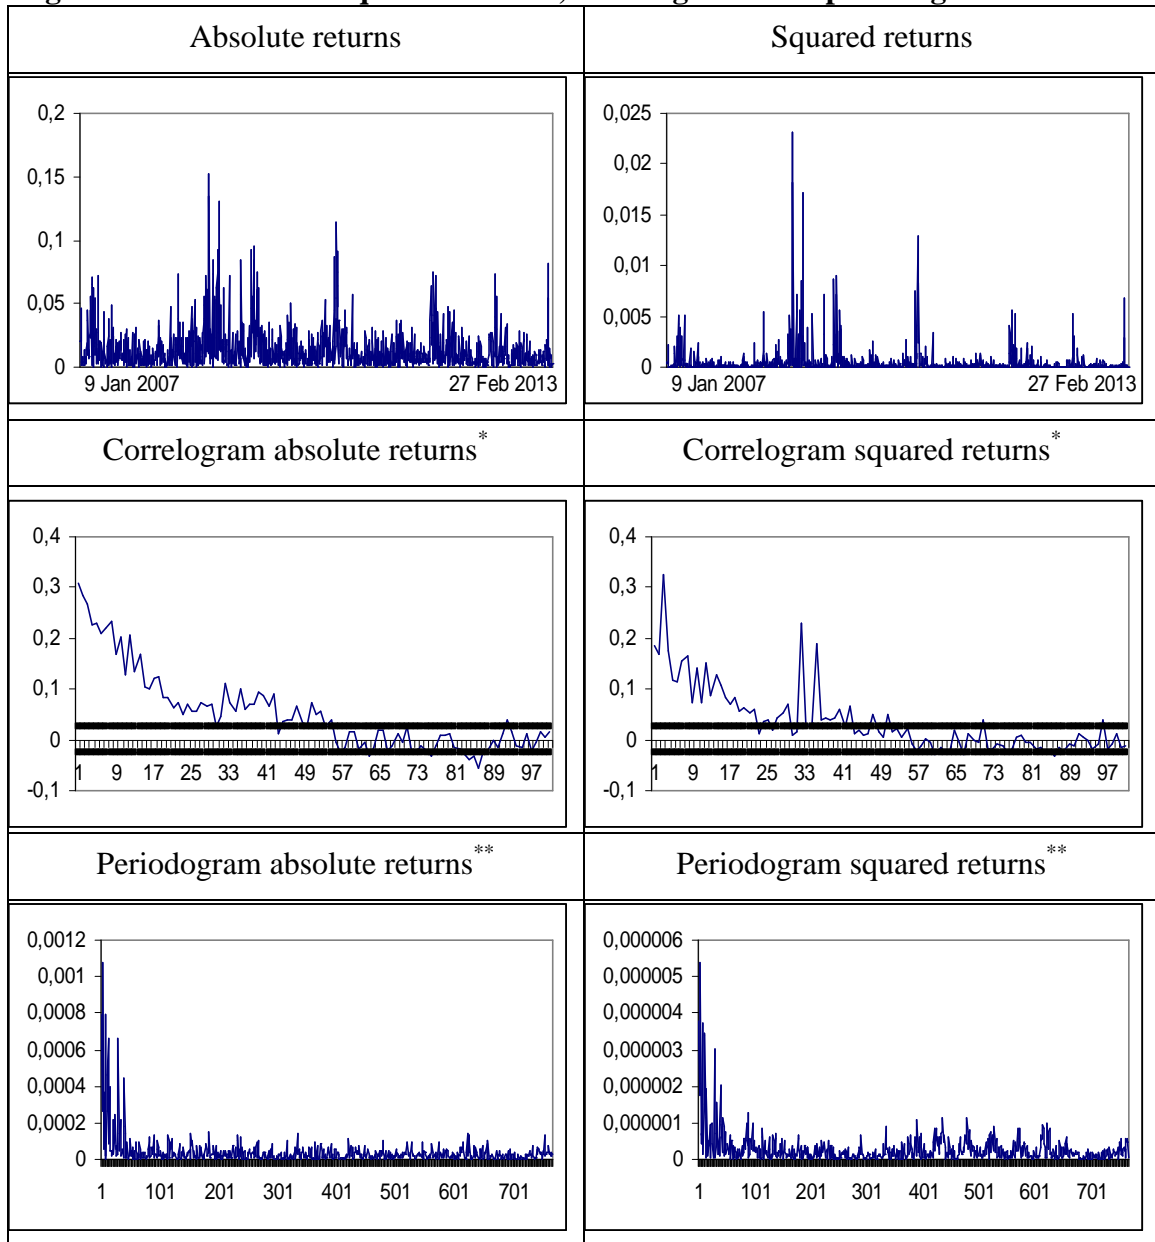 Absolute returns
Squared returns
0,2
0,15
0,1
0,05
0
9 Jan 2007
27 Feb 2013
0,025
0,02
0,015
0,01
0,005
0
9 Jan 2007
27 Feb 2013
Correlogram absolute returns*
Correlogram squared returns*
0,4
0,3
0,2
0,1
0
-0,1
1 9 17 25 33 41 49 57 65 73 81 89 97
0,4
0,3
0,2
0,1
0
-0,1
1 9 17 25 33 41 49 57 65 73 81 89 97
Periodogram absolute returns**
Periodogram squared returns**
0,0012
0,001
0,0008
0,0006
0,0004
0,0002
0
1 101 201 301 401 501 601 701
0,000006
0,000005
0,000004
0,000003
0,000002
0,000001
0
1 101 201 301 401 501 601 701